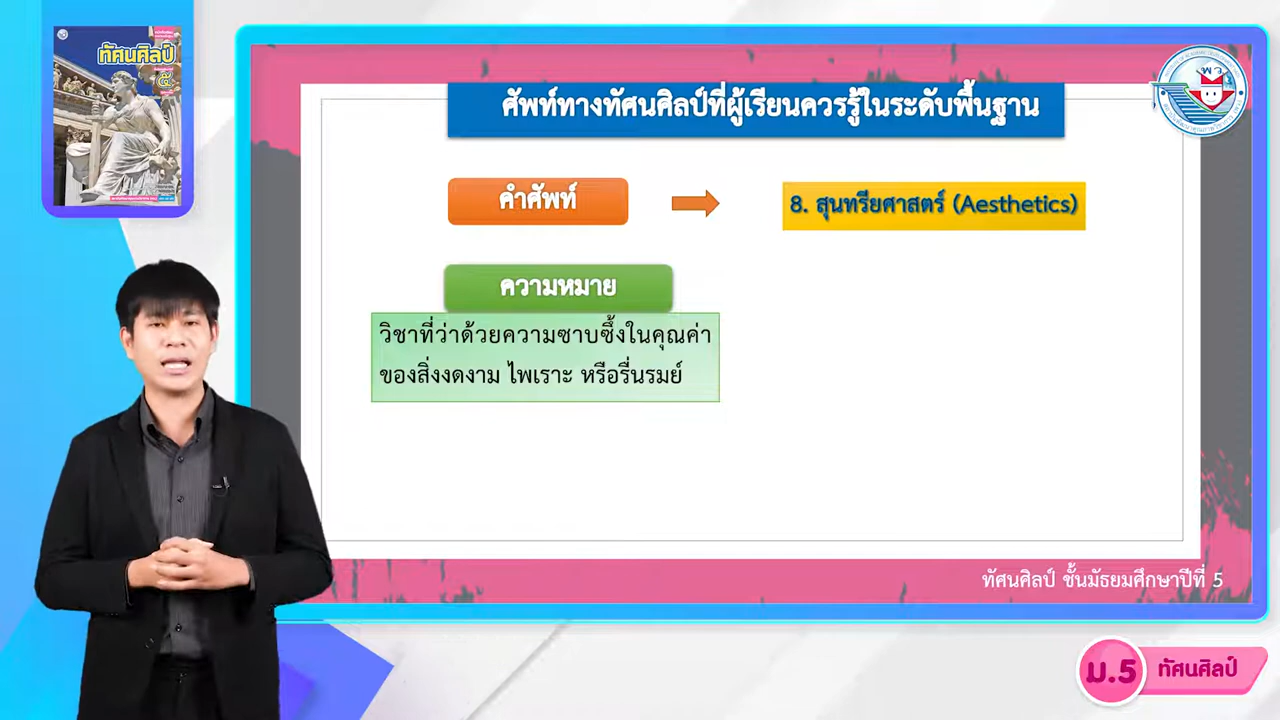 ทัศนศิลป์
๕
ศัพท์ทางทัศนศิลป์ที่ผู้เรียนควรรู้ในระดับพื้นฐาน
พว
คำศัพท์
8. สุนทรียศาสตร์ (Aesthetics)
ความหมาย
วิชาที่ว่าด้วยความซาบซึ้งในคุณค่า
ของสิ่งงดงาม ไพเราะ หรือรื่นรมย์
ทัศนศิลป์ ชั้นมัธยมศึกษาปีที่ 5
ม.5 ทัศนศิลป์